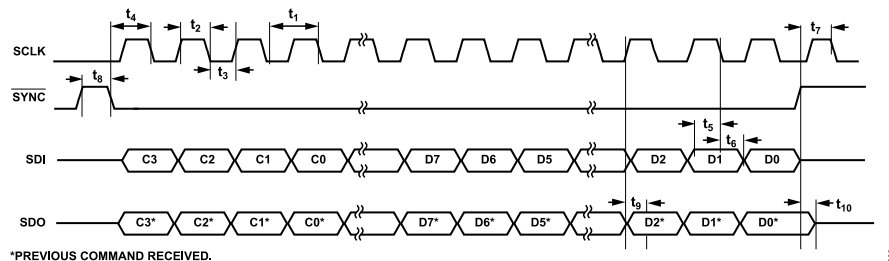 t4 t2 t1 t7
SCLK
t3
t8
SYNC
t5 t6
SDI C3 C2 C1 C0 D7 D6 D5 D2 D1 D0
t9 t10
SDO C3* C2* C1* C0* D7* D6* D5* D2* D1* D0*
*PREVIOUS COMMAND RECEIVED.